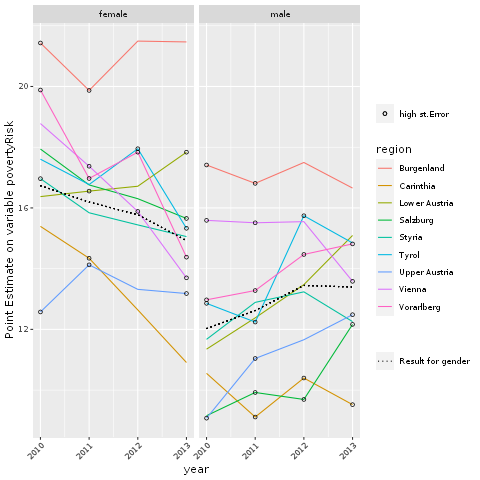 female
male
Point Estimate on variable povertyRisk
20
16
12
2010
2011
2012
2013
2010
2011
2012
2013
year
high st.Error
region
Burgenland
Carinthia
Lower Austria
Salzburg
Styria
Tyrol
Upper Austria
Vienna
Vorarlberg
Result for gender